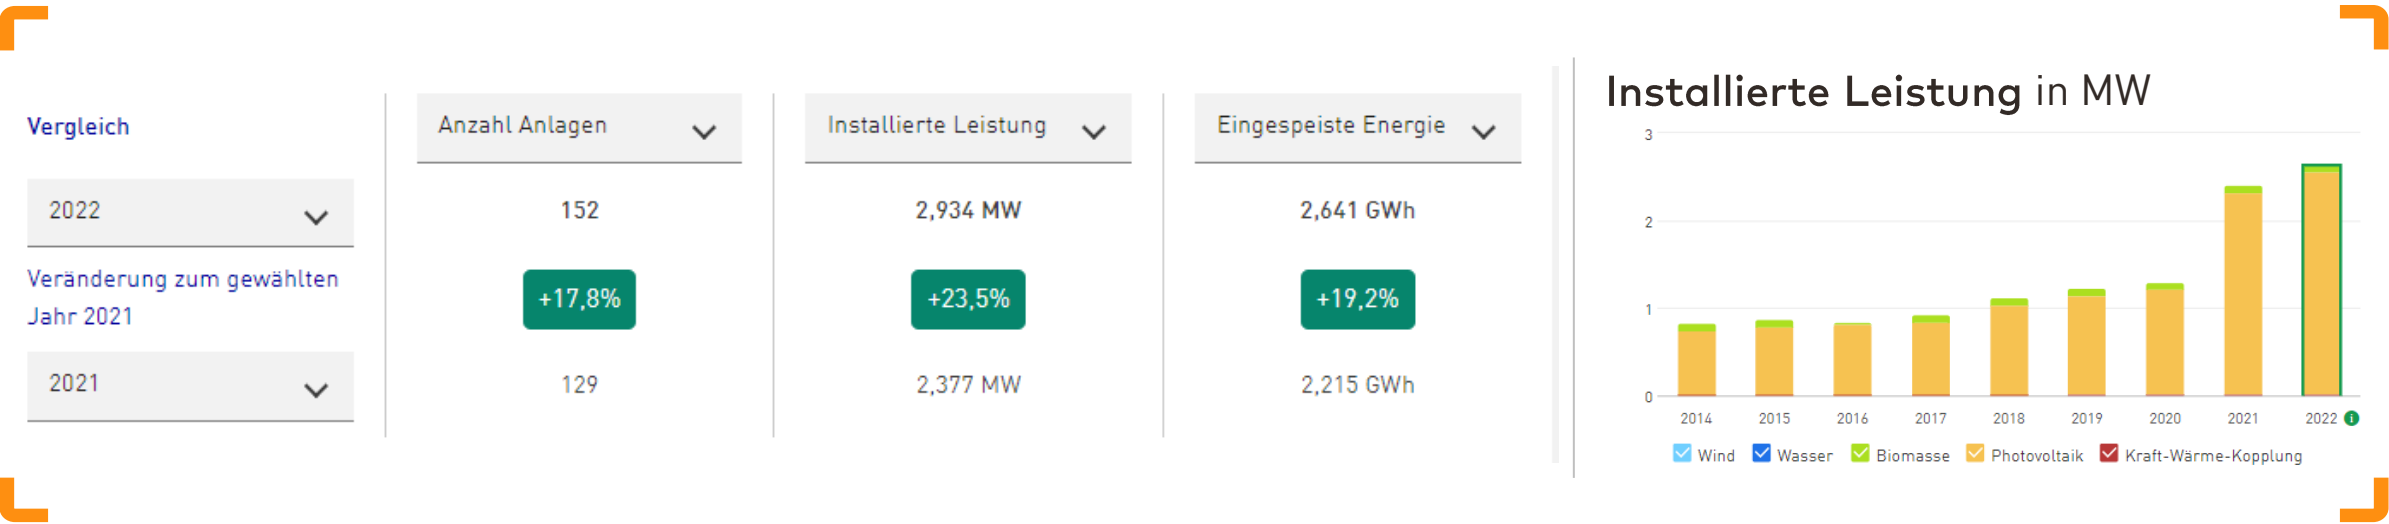 Vergleich
2022
Veränderung zum gewählten
Jahr 2021
2021
Anzahl Anlagen
152
+17,8%
129
Installierte Leistung
2,934 MW
+23,5%
2,377 MW
Eingespeiste Energie
2,641 GWh
+19,2%
2,215 GWh
Installierte Leistung in MW
3
2
1
0
2014 2015 2016 2017 2018 2019 2020 2021 2022 i
Wind Wasser Biomasse Photovoltaik Kraft-Wärme-Kopplung